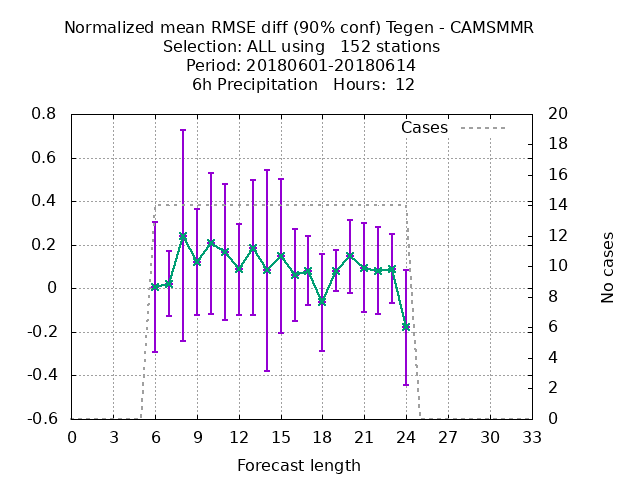 Normalized mean RMSE diff (90% conf) Tegen - CAMSMMR
Selection: ALL using   152 stations
Period: 20180601-20180614
6h Precipitation   Hours:  12
Cases
0.8
0.6
0.4
0.2
0
-0.2
-0.4
-0.6
20
18
16
14
12
10
8
6
4
2
0
No cases
0 3 6 9 12 15 18 21 24 27 30 33
Forecast length